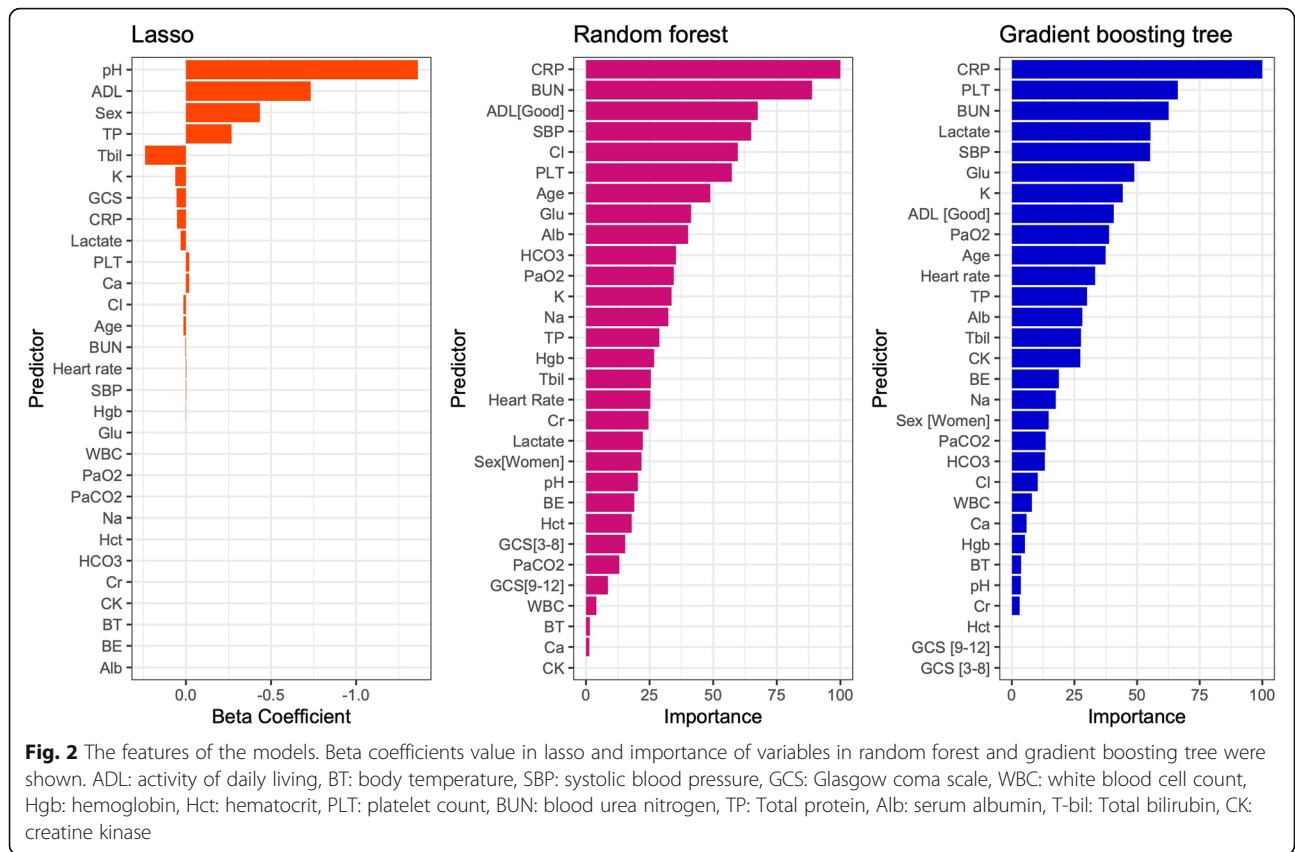 Lasso
pH
ADL
Sex
TP
Tbil
K
GCS
CRP
Lactate
PLT
Ca
Cl
Age
BUN
Heart rate
SBP
Hgb
Glu
WBC
PaO2
PaCO2
Na
Hct
HCO3
Cr
CK
BT
BE
Alb
Predictor
0.0 -0.5 -1.0
Beta Coefficient
Random forest
CRP
BUN
ADL[Good]
SBP
Cl
PLT
Age
Glu
Alb
HCO3
PaO2
K
Na
TP
Hgb
Tbil
Heart Rate
Cr
Lactate
Sex[Women]
pH
BE
Hct
GCS[3-8]
PaCO2
GCS[9-12]
WBC
BT
Ca
CK
Predictor
0 25 50 75 100
Importance
Gradient boosting tree
CRP
PLT
BUN
Lactate
SBP
Glu
K
ADL [Good]
PaO2
Age
Heart rate
TP
Alb
Tbil
CK
BE
Na
Sex [Women]
PaCO2
HCO3
Cl
WBC
Ca
Hgb
BT
pH
Cr
Hct
GCS [9-12]
GCS [3-8]
Predictor
0 25 50 75 100
Importance
Fig. 2 The features of the models. Beta coefficients value in lasso and importance of variables in random forest and gradient boosting tree were
shown. ADL: activity of daily living, BT: body temperature, SBP: systolic blood pressure, GCS: Glasgow coma scale, WBC: white blood cell count,
Hgb: hemoglobin, Hct: hematocrit, PLT: platelet count, BUN: blood urea nitrogen, TP: Total protein, Alb: serum albumin, T-bil: Total bilirubin, CK:
creatine kinase